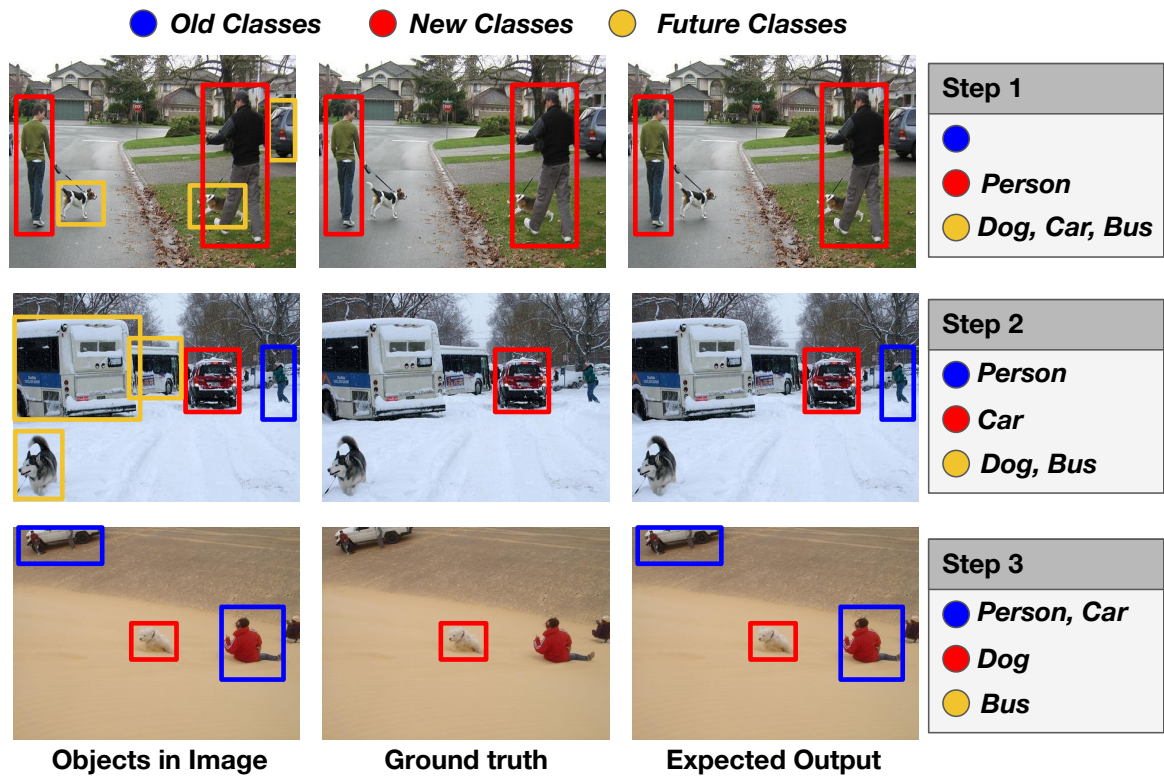 Old Classes New Classes Future Classes
Step 1
Person
Dog, Car, Bus
Step 2
Person
Car
Dog, Bus
Step 3
Person, Car
Dog
Bus
Objects in Image Ground truth Expected Output